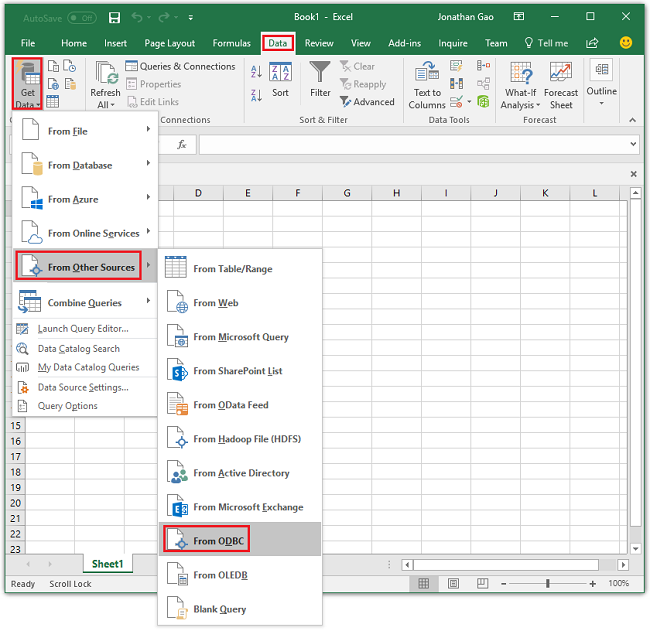 AutoSave Off
Book1 - Excel
Jonathan Gao
File Home Insert Page Layout Formulas Data Review View Add-ins Inquire Team Tell me
Get Data
Refresh All
Queries & Connections
Properties
Edit Links
Connections
A Z
Z A
Z A
A Z
Sort
Filter
Clear
Reapply
Advanced
Sort & Filter
Text to Columns
Data Tools
What-If Analysis
Forecast Sheet
Forecast
Outline
fx
From File
From Database
From Azure
From Online Services
From Other Sources
Combine Queries
Launch Query Editor...
Data Catalog Search
My Data Catalog Queries
Data Source Settings...
Query Options
From Table/Range
From Web
From Microsoft Query
From SharePoint List
From OData Feed
From Hadoop File (HDFS)
From Active Directory
From Microsoft Exchange
From ODBC
From OLEDB
Blank Query
D E F G H I J K L
15
16
17
18
19
20
21
22
23
Sheet1
Ready Scroll Lock
100%